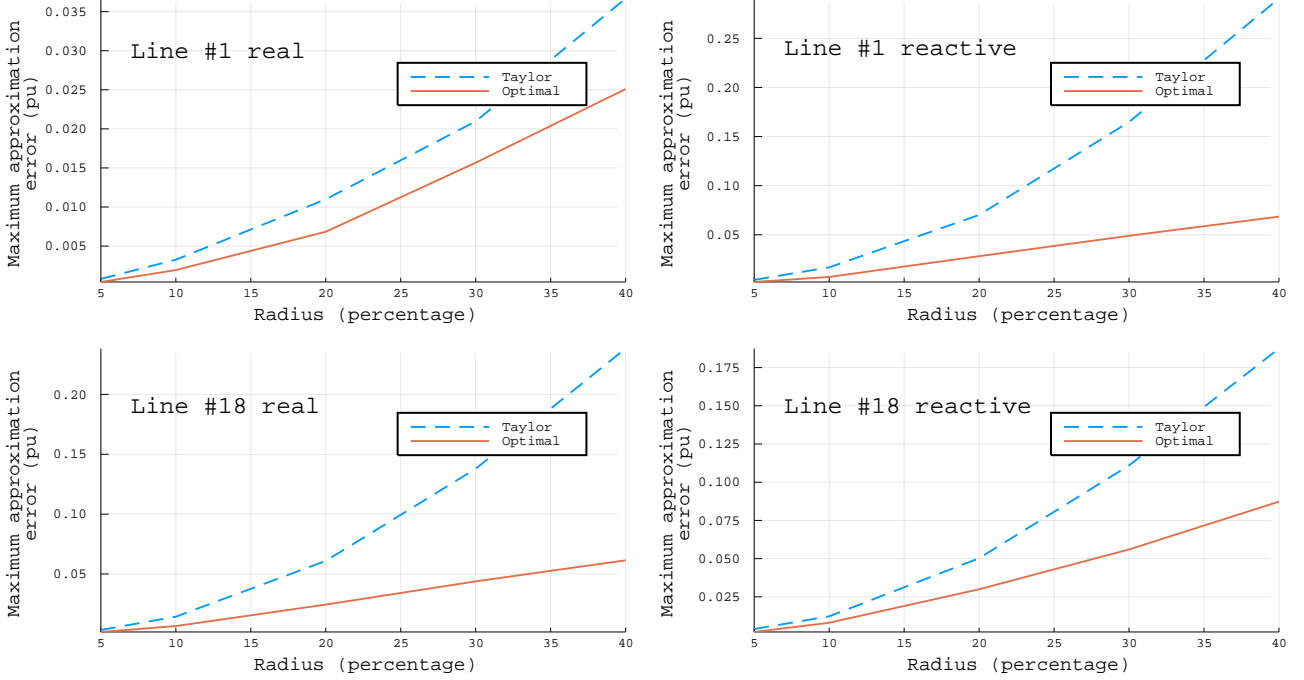 Maximum approximation
error (pu)
0.035
0.030
0.025
0.020
0.015
0.010
0.005
Line #1 real
Taylor
Optimal
5 10 15 20 25 30 35 40
Radius (percentage)
Maximum approximation
error (pu)
0.25
0.20
0.15
0.10
0.05
Line #1 reactive
Taylor
Optimal
5 10 15 20 25 30 35 40
Radius (percentage)
Maximum approximation
error (pu)
0.20
0.15
0.10
0.05
Line #18 real
Taylor
Optimal
5 10 15 20 25 30 35 40
Radius (percentage)
Maximum approximation
error (pu)
0.175
0.150
0.125
0.100
0.075
0.050
0.025
Line #18 reactive
Taylor
Optimal
5 10 15 20 25 30 35 40
Radius (percentage)